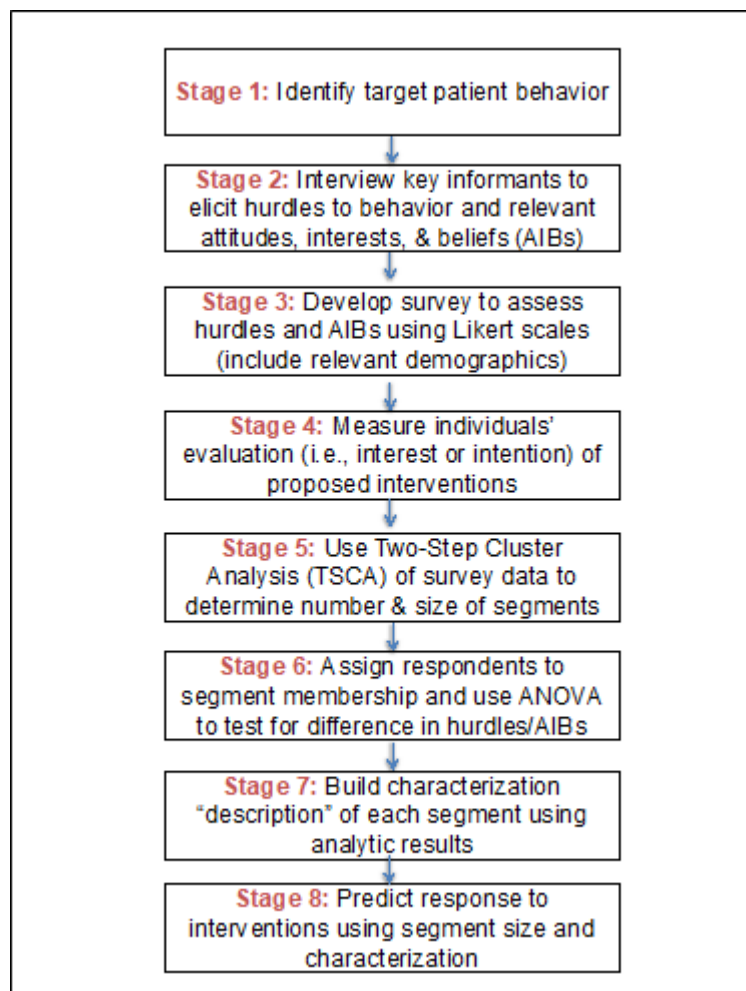 Stage 1: Identify target patient behavior
Stage 2: Interview key informants to
elicit hurdles to behavior and relevant
attitudes, interests, & beliefs (AIBs)
Stage 3: Develop survey to assess
hurdles and AIBs using Likert scales
(include relevant demographics)
Stage 4: Measure individuals’
evaluation (i.e., interest or intention) of
proposed interventions
Stage 5: Use Two-Step Cluster
Analysis (TSCA) of survey data to
determine number & size of segments
Stage 6: Assign respondents to
segment membership and use ANOVA
to test for difference in hurdles/AIBs
Stage 7: Build characterization
“description” of each segment using
analytic results
Stage 8: Predict response to
interventions using segment size and
characterization